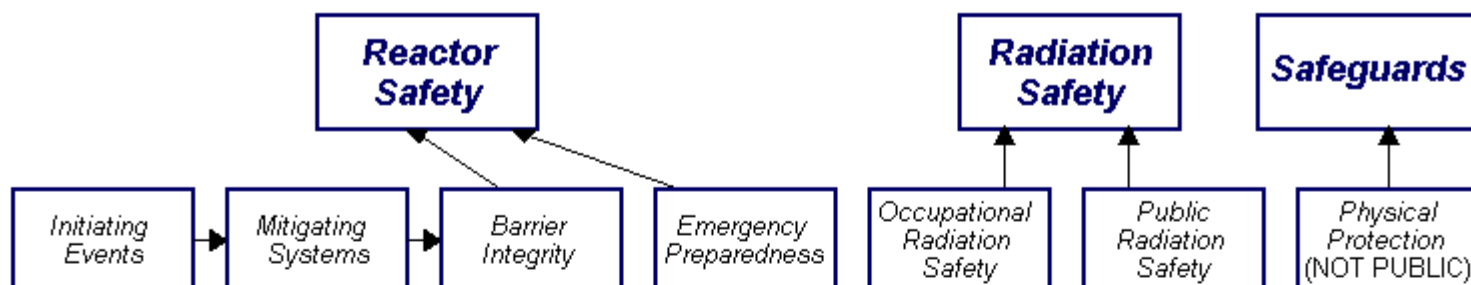 Reactor
Safety
Radiation
Safety
Safeguards
Initiating
Events
Mitigating
Systems
Barrier
Integrity
Emergency
Preparedness
Occupational
Radiation
Safety
Public
Radiation
Safety
Physical
Protection
(NOT PUBLIC)